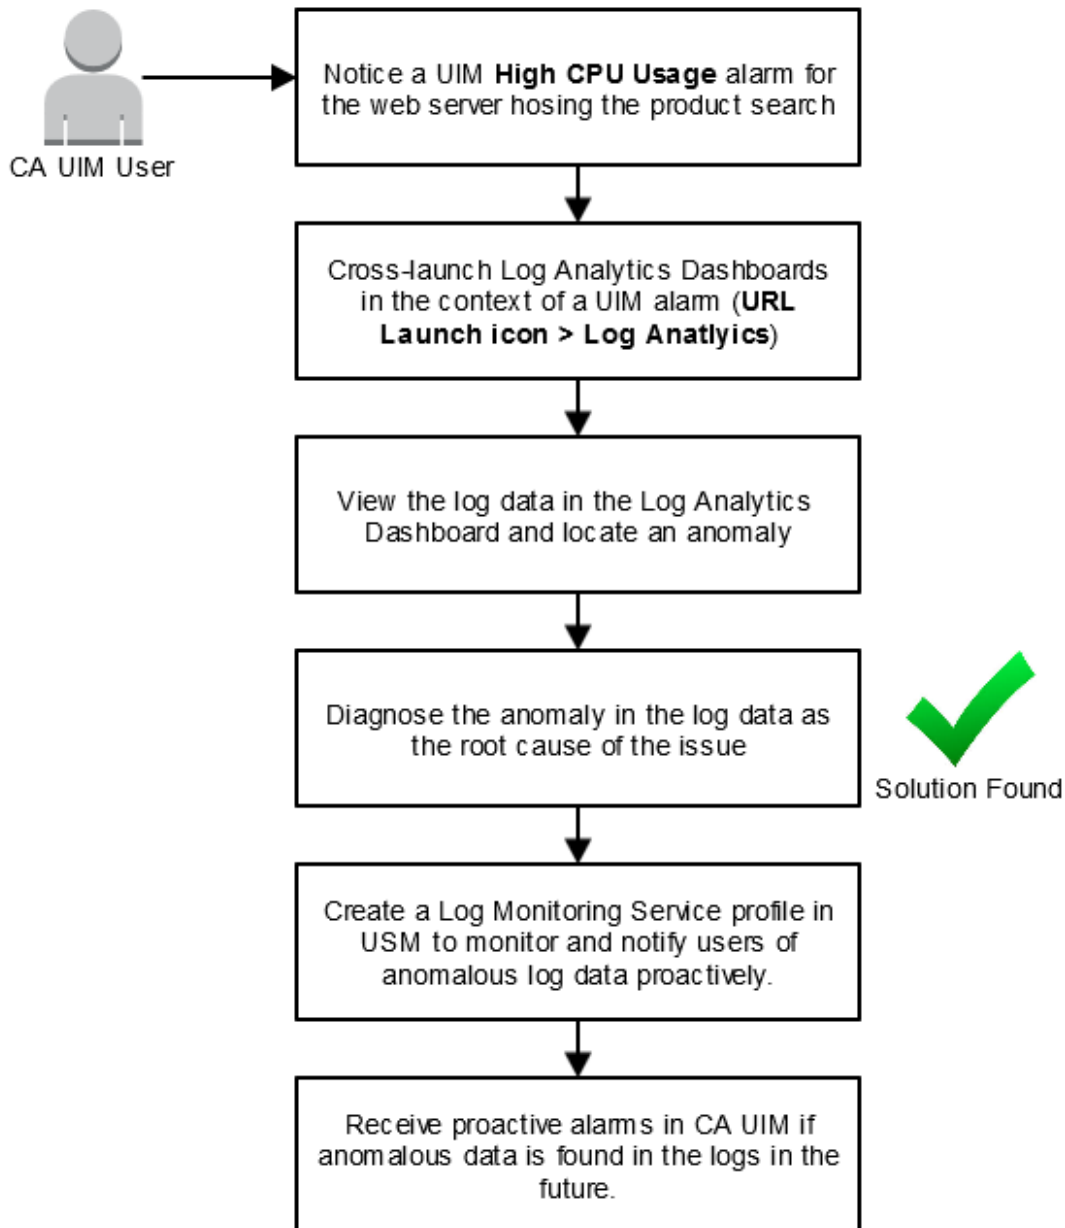 CA UIM User
Notice a UIM High CPU Usage alarm for
the web server hosing the product search
Cross-launch Log Analytics Dashboards
in the context of a UIM alarm (URL
Launch icon > Log Anatlyics)
View the log data in the Log Analytics
Dashboard and locate an anomaly
Diagnose the anomaly in the log data as
the root cause of the issue
Solution Found
Create a Log Monitoring Service profile in
USM to monitor and notify users of
anomalous log data proactively.
Receive proactive alarms in CA UIM if
anomalous data is found in the logs in the
future.